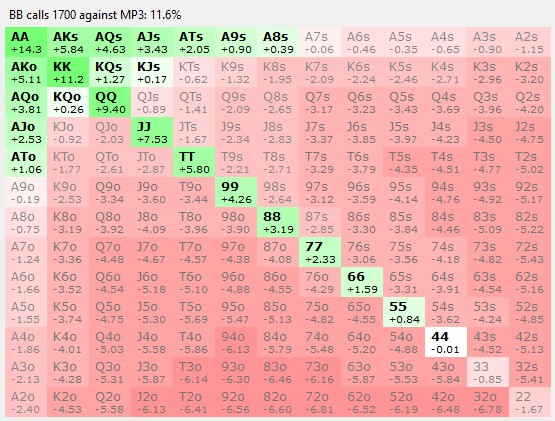 BB calls 1700 against MP3: 11.6%
AA AKs AQs AJs ATs A9s A8s A7s A6s A5s A4s A3s A2s
+14.3 +5.84 +4.63 +3.43 +2.05 +0.90 +0.39 -0.06 -0.46 -0.35 -0.65 -0.90 -1.15
AKo KK KQs KJs KTs K9s K8s K7s K6s K5s K4s K3s K2s
+5.11 +11.2 +1.27 +0.17 -0.62 -1.32 -1.95 -2.09 -2.24 -2.46 -2.71 -2.96 -3.20
AQo KQo QQ QJs QTs Q9s Q8s Q7s Q6s Q5s Q4s Q3s Q2s
+3.81 +0.26 +9.40 -0.89 -1.41 -2.09 -2.65 -3.17 -3.23 -3.43 -3.69 -3.96 -4.20
AJo KJo QJo JJ JTs J9s J8s J7s J6s J5s J4s J3s J2s
+2.53 -0.92 -2.03 +7.53 -1.67 -2.34 -2.83 -3.37 -3.85 -3.97 -4.23 -4.50 -4.75
ATo KTo QTo JTo TT T9s T8s T7s T6s T5s T4s T3s T2s
+1.06 -1.77 -2.61 -2.87 +5.80 -2.21 -2.71 -3.29 -3.79 -4.35 -4.51 -4.77 -5.02
A9o K9o Q9o J9o T9o 99 98s 97s 96s 95s 94s 93s 92s
-0.19 -2.53 -3.34 -3.60 -3.44 +4.26 -2.64 -3.12 -3.59 -4.14 -4.76 -4.92 -5.17
A8o K8o Q8o J8o T8o 98o 88 87s 86s 85s 84s 83s 82s
-0.75 -3.19 -3.92 -4.09 -3.96 -3.90 +3.19 -2.85 -3.30 -3.84 -4.46 -5.09 -5.22
A7o K7o Q7o J7o T7o 97o 87o 77 76s 75s 74s 73s 72s
-1.24 -3.36 -4.48 -4.67 -4.57 -4.38 -4.08 +2.33 -3.06 -3.56 -4.18 -4.82 -5.43
A6o K6o Q6o J6o T6o 96o 86o 76o 66 65s 64s 63s 62s
-1.66 -3.52 -4.54 -5.18 -5.10 -4.88 -4.55 -4.29 +1.59 -3.31 -3.91 -4.54 -5.16
A5o K5o Q5o J5o T5o 95o 85o 75o 65o 55 54s 53s 52s
-1.55 -3.74 -4.75 -5.30 -5.69 -5.47 -5.13 -4.82 -4.55 +0.84 -3.62 -4.24 -4.85
A4o K4o Q4o J4o T4o 94o 84o 74o 64o 54o 44 43s 42s
-1.86 -4.01 -5.03 -5.58 -5.86 -6.13 -5.79 -5.48 -5.20 -4.88 -0.01 -4.52 -5.13
A3o K3o Q3o J3o T3o 93o 83o 73o 63o 53o 43o 33 32s
-2.13 -4.28 -5.31 -5.87 -6.14 -6.30 -6.46 -6.16 -5.87 -5.53 -5.84 -0.85 -5.41
A2o K2o Q2o J2o T2o 92o 82o 72o 62o 52o 42o 32o 22
-2.40 -4.53 -5.58 -6.13 -6.41 -6.56 -6.60 -6.81 -6.52 -6.19 -6.48 -6.78 -1.67